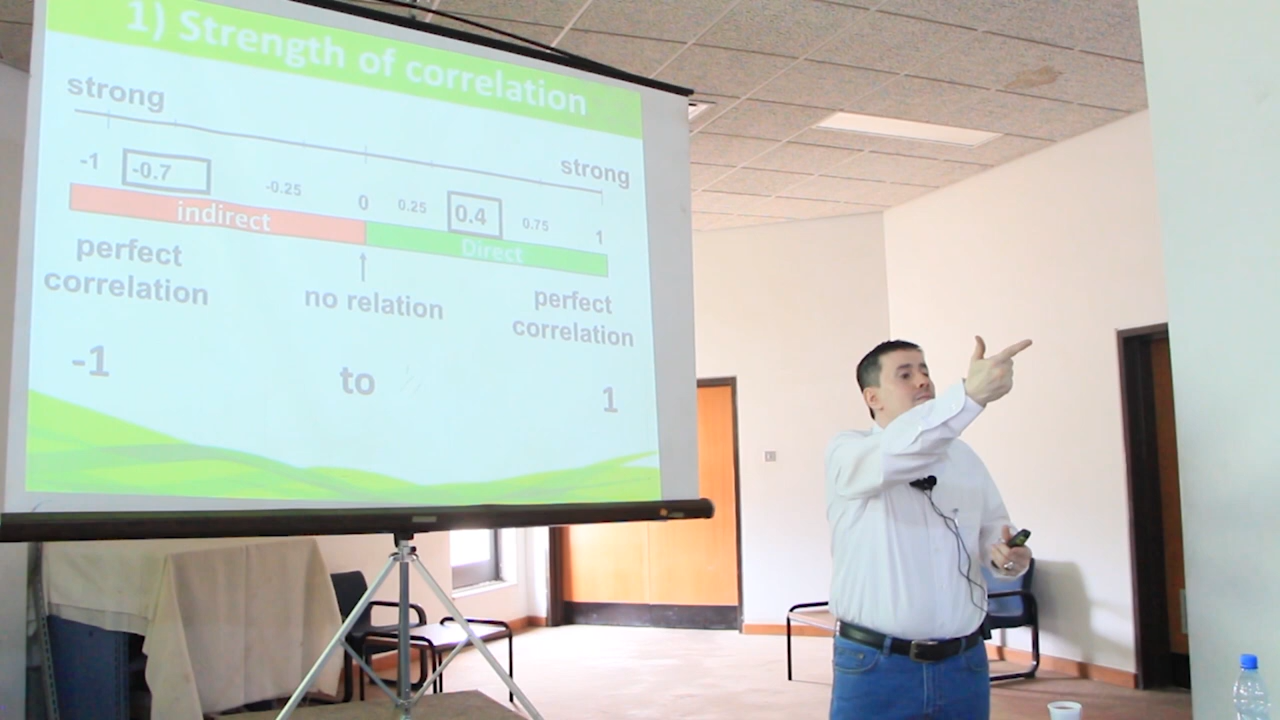 1) Strength of correlation
strong
strong
-1 -0.7 -0.25 0 0.25 0.4 0.75 1
indirect Direct
perfect correlation
no relation
perfect correlation
-1 to 1